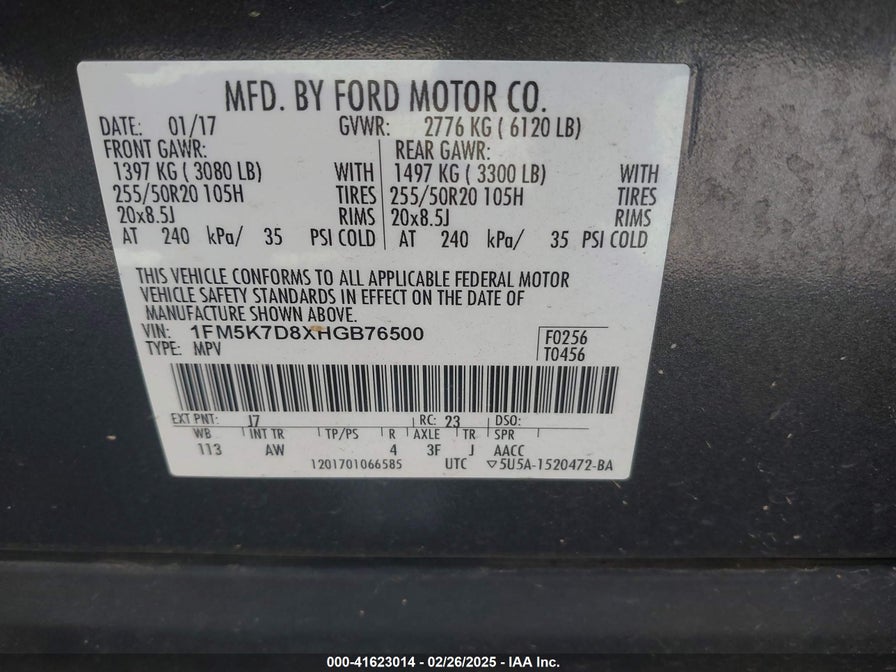 MFD. BY FORD MOTOR CO.
DATE: 01/17 GVWR: 2776 KG ( 6120 LB)
FRONT GAWR: REAR GAWR:
1397 KG ( 3080 LB) WITH 1497 KG ( 3300 LB) WITH
255/50R20 105H TIRES 255/50R20 105H TIRES
20x8.5J RIMS 20x8.5J RIMS
AT 240 kPa/ 35 PSI COLD AT 240 kPa/ 35 PSI COLD
THIS VEHICLE CONFORMS TO ALL APPLICABLE FEDERAL MOTOR
VEHICLE SAFETY STANDARDS IN EFFECT ON THE DATE OF
MANUFACTURE SHOWN ABOVE.
VIN: 1FM5K7D8XHGB76500 F0256
TYPE: MPV T0456
EXT PNT: J7 RC: 23 DSO:
WB INT TR TP/PS R AXLE TR SPR
113 AW 4 3F J AACC
1201701066585 UTC ▽5U5A-1520472-BA
000-41623014 - 02/26/2025 - IAA Inc.